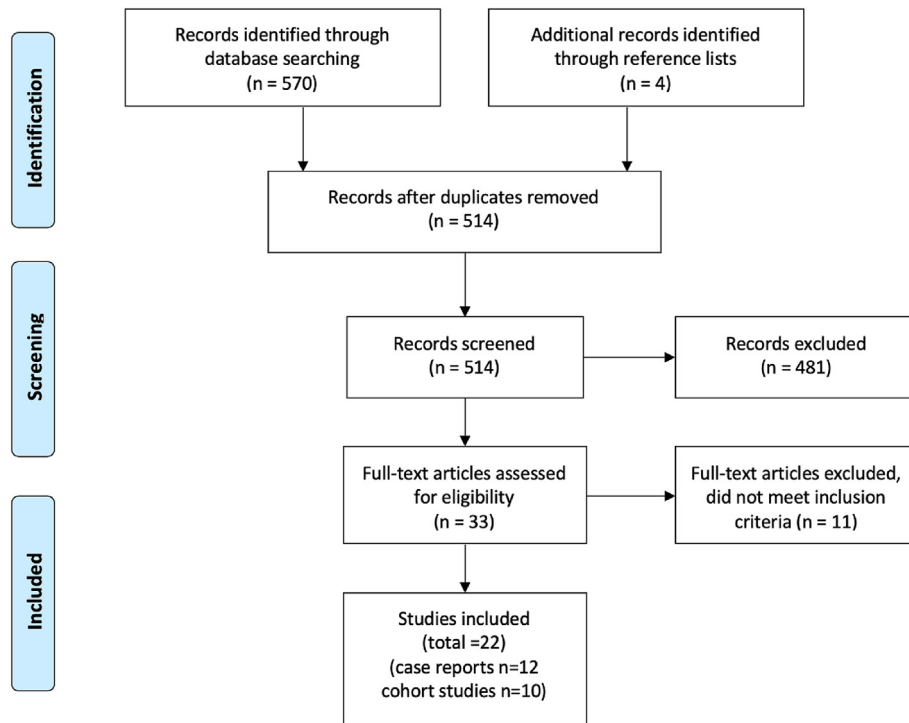 Identification
Records identified through
database searching
(n = 570)
Additional records identified
through reference lists
(n = 4)
Records after duplicates removed
(n = 514)
Screening
Records screened
(n = 514)
Records excluded
(n = 481)
Full-text articles assessed
for eligibility
(n = 33)
Full-text articles excluded,
did not meet inclusion
criteria (n = 11)
Included
Studies included
(total =22)
(case reports n=12
cohort studies n=10)